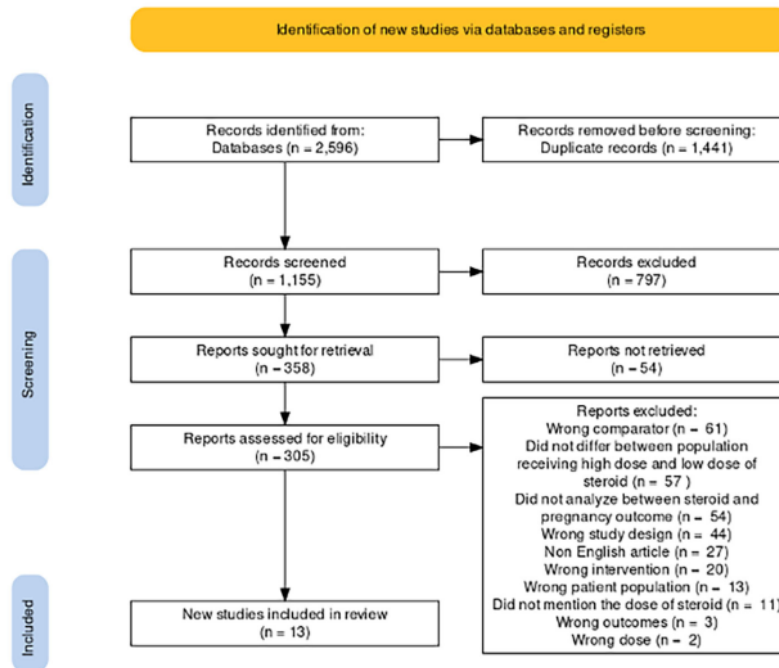 Identification of new studies via databases and registers
Identification
Records identified from:
Databases (n = 2,596)
Records removed before screening:
Duplicate records (n = 1,441)
Screening
Records screened
(n = 1,155)
Records excluded
(n = 797)
Reports sought for retrieval
(n = 358)
Reports not retrieved
(n = 54)
Reports assessed for eligibility
(n = 305)
Reports excluded:
Wrong comparator (n = 61)
Did not differ between population
receiving high dose and low dose of
steroid (n = 57 )
Did not analyze between steroid and
pregnancy outcome (n = 54)
Wrong study design (n = 44)
Non English article (n = 27)
Wrong intervention (n = 20)
Wrong patient population (n = 13)
Did not mention the dose of steroid (n = 11)
Wrong outcomes (n = 3)
Wrong dose (n = 2)
Included
New studies included in review
(n = 13)